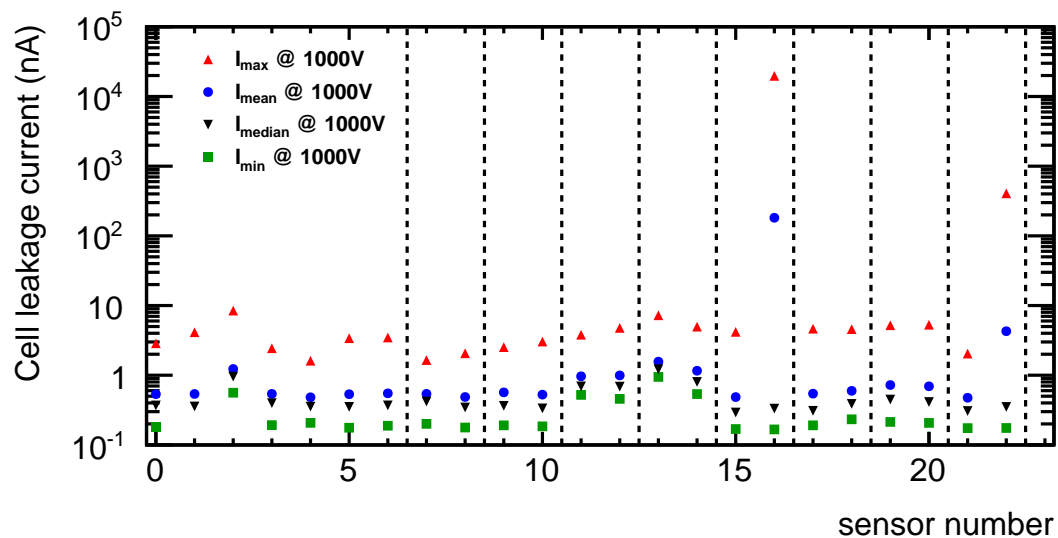 Cell leakage current (nA)
10^5
10^4
10^3
10^2
10
1
10^-1
I_max @ 1000V
I_mean @ 1000V
I_median @ 1000V
I_min @ 1000V
0 5 10 15 20
sensor number